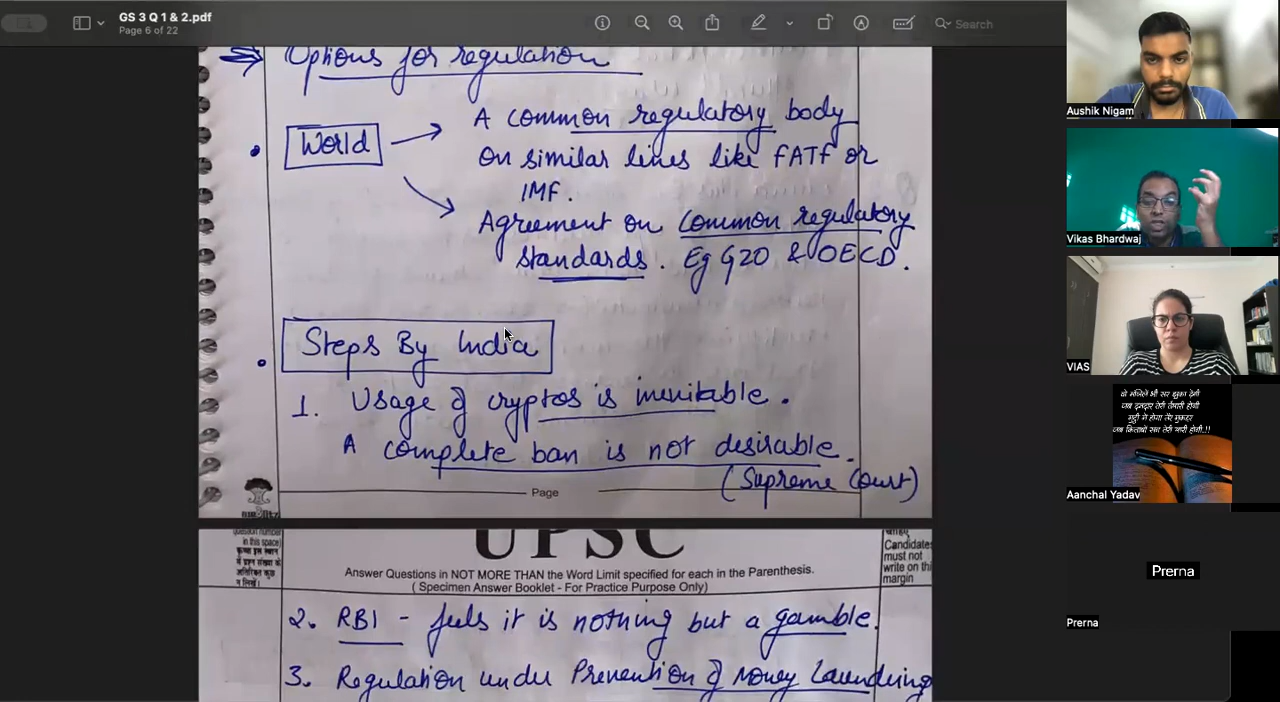 GS 3 Q 1 & 2.pdf
Page 6 of 22
Search
Options for regulation
World
A common regulatory body
on similar lines like FATF or
IMF.
Agreement on common regulatory
standards. Eg G20 & OECD.
Steps By India
1. Usage of cryptos is inevitable.
A complete ban is not desirable.
(Supreme Court)
Page
UPSC
Answer Questions in NOT MORE THAN the Word Limit specified for each in the Parenthesis.
( Specimen Answer Booklet - For Practice Purpose Only)
in this space)
Candidate
must not
write on thi
margin
2. RBI - feels it is nothing but a gamble.
3. Regulation under Prevention of Money Laundering
Aushik Nigam
Vikas Bhardwaj
VIAS
Aanchal Yadav
Prerna
Prerna